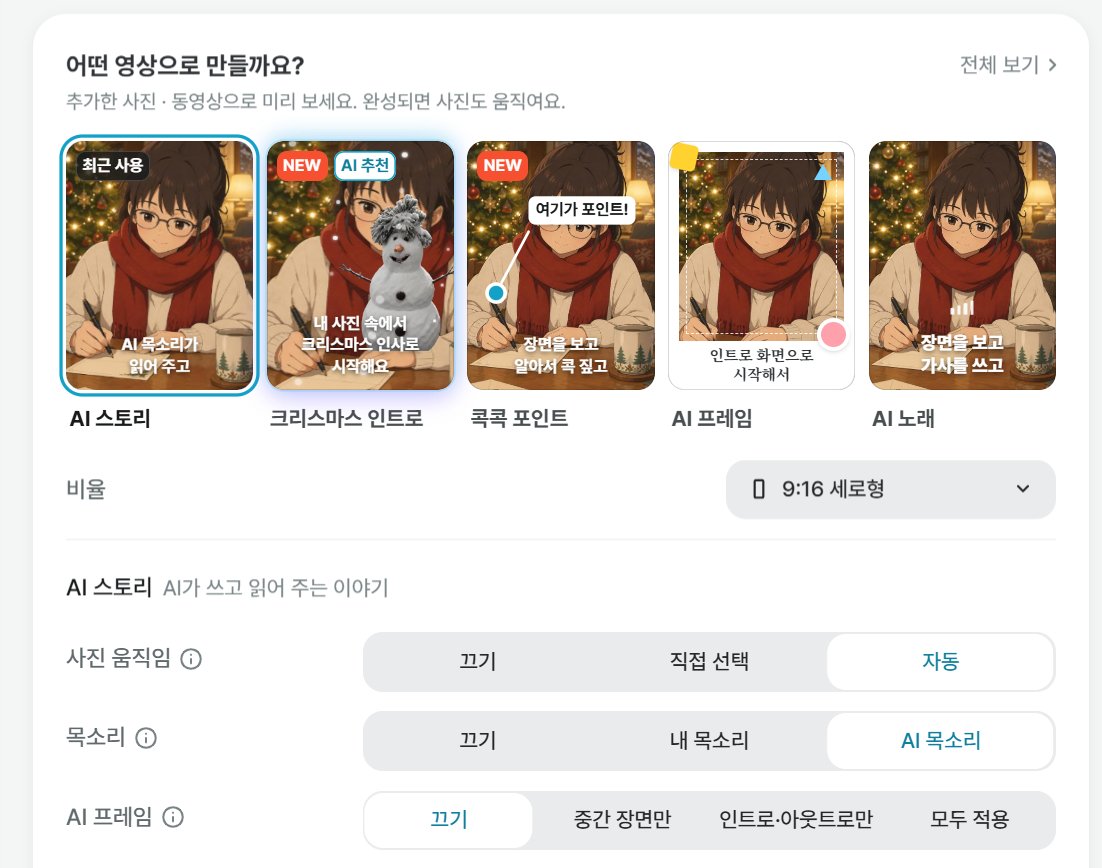 어떤 영상으로 만들까요?
전체 보기
추가한 사진 · 동영상으로 미리 보세요. 완성되면 사진도 움직여요.
최근 사용
AI 목소리가
읽어 주고
AI 스토리
NEW
AI 추천
내 사진 속에서
크리스마스 인사로
시작해요
크리스마스 인트로
NEW
여기가 포인트!
장면을 보고
알아서 콕 짚고
콕콕 포인트
인트로 화면으로
시작해서
AI 프레임
장면을 보고
가사를 쓰고
AI 노래
비율
9:16 세로형
AI 스토리 AI가 쓰고 읽어 주는 이야기
사진 움직임
끄기 직접 선택 자동
목소리
끄기 내 목소리 AI 목소리
AI 프레임
끄기 중간 장면만 인트로·아웃트로만 모두 적용